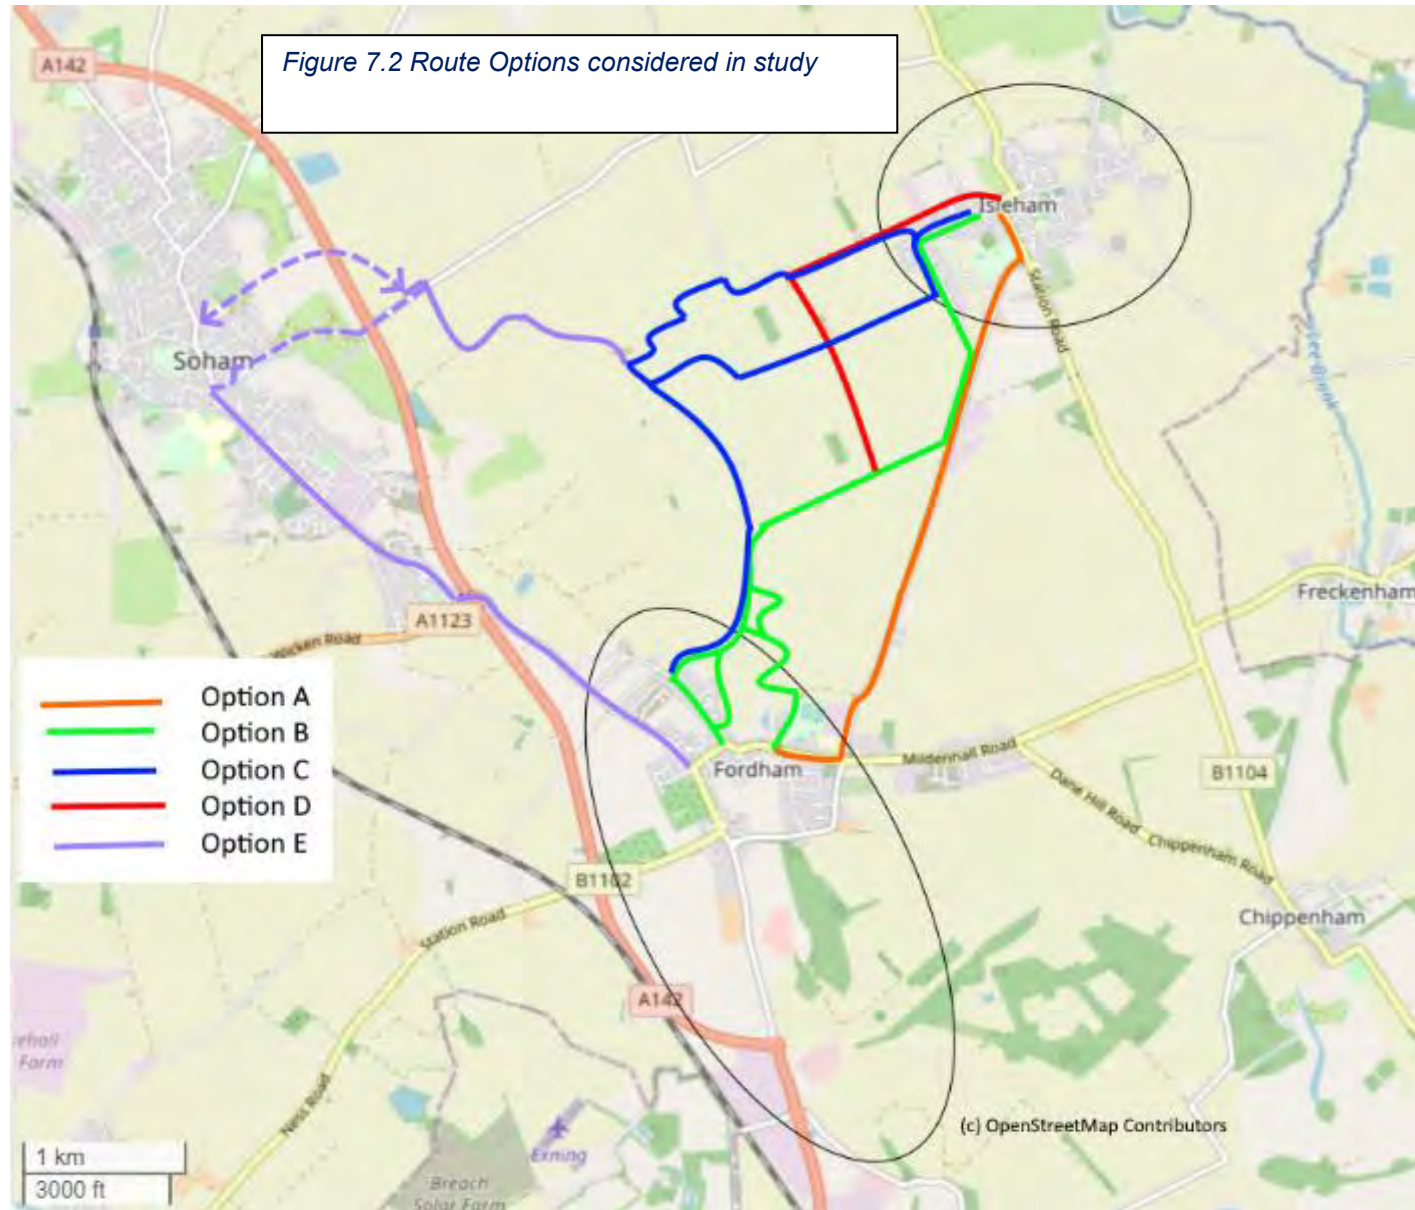 Figure 7.2 Route Options considered in study
A142
Isleham
Station Road
Lee Brook
Soham
Freckenham
A1123
Wicken Road
Option A
Option B
Option C
Option D
Option E
Fordham
Mildenhall Road
B1104
Dane Hill Road
Chippenham Road
B1102
Station Road
Chippenham
A142
Farm
Ness Road
(c) OpenStreetMap Contributors
Exning
1 km
3000 ft
Breach
Solar Farm